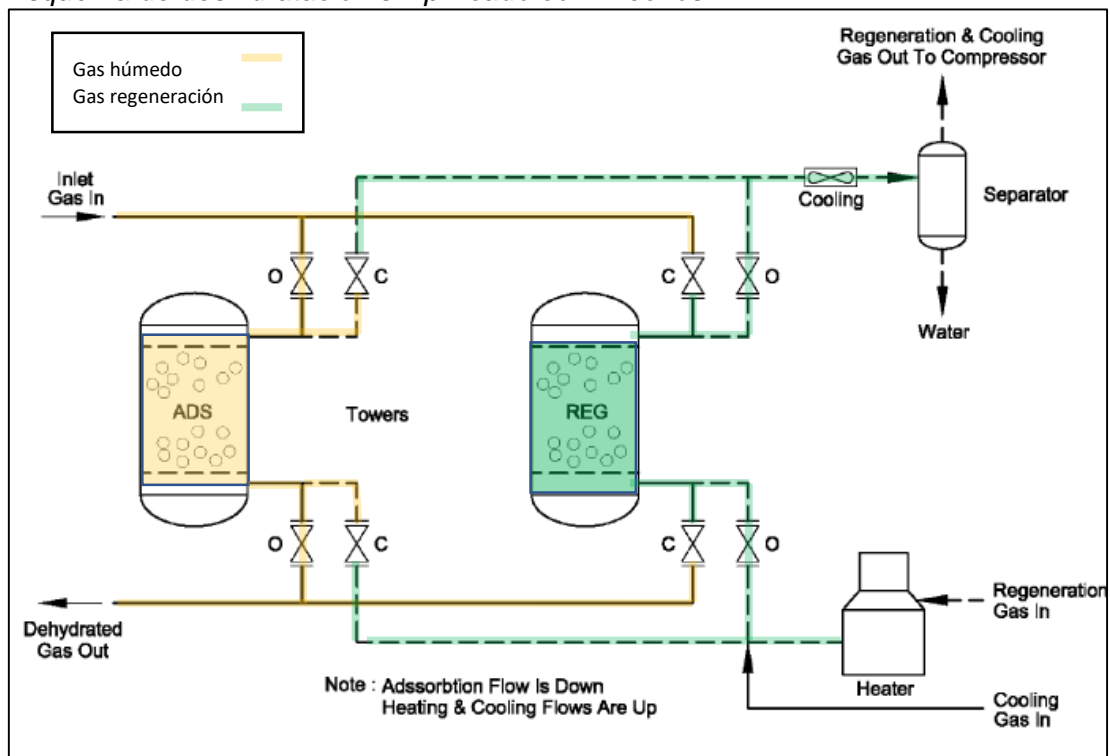 Gas húmedo
Gas regeneración
Regeneration & Cooling
Gas Out To Compressor
Inlet
Gas In
Cooling
Separator
O
C
C
O
Water
ADS
Towers
REG
O
C
C
O
Dehydrated
Gas Out
Regeneration
Gas In
Heater
Note : Adssorbtion Flow Is Down
Heating & Cooling Flows Are Up
Cooling
Gas In